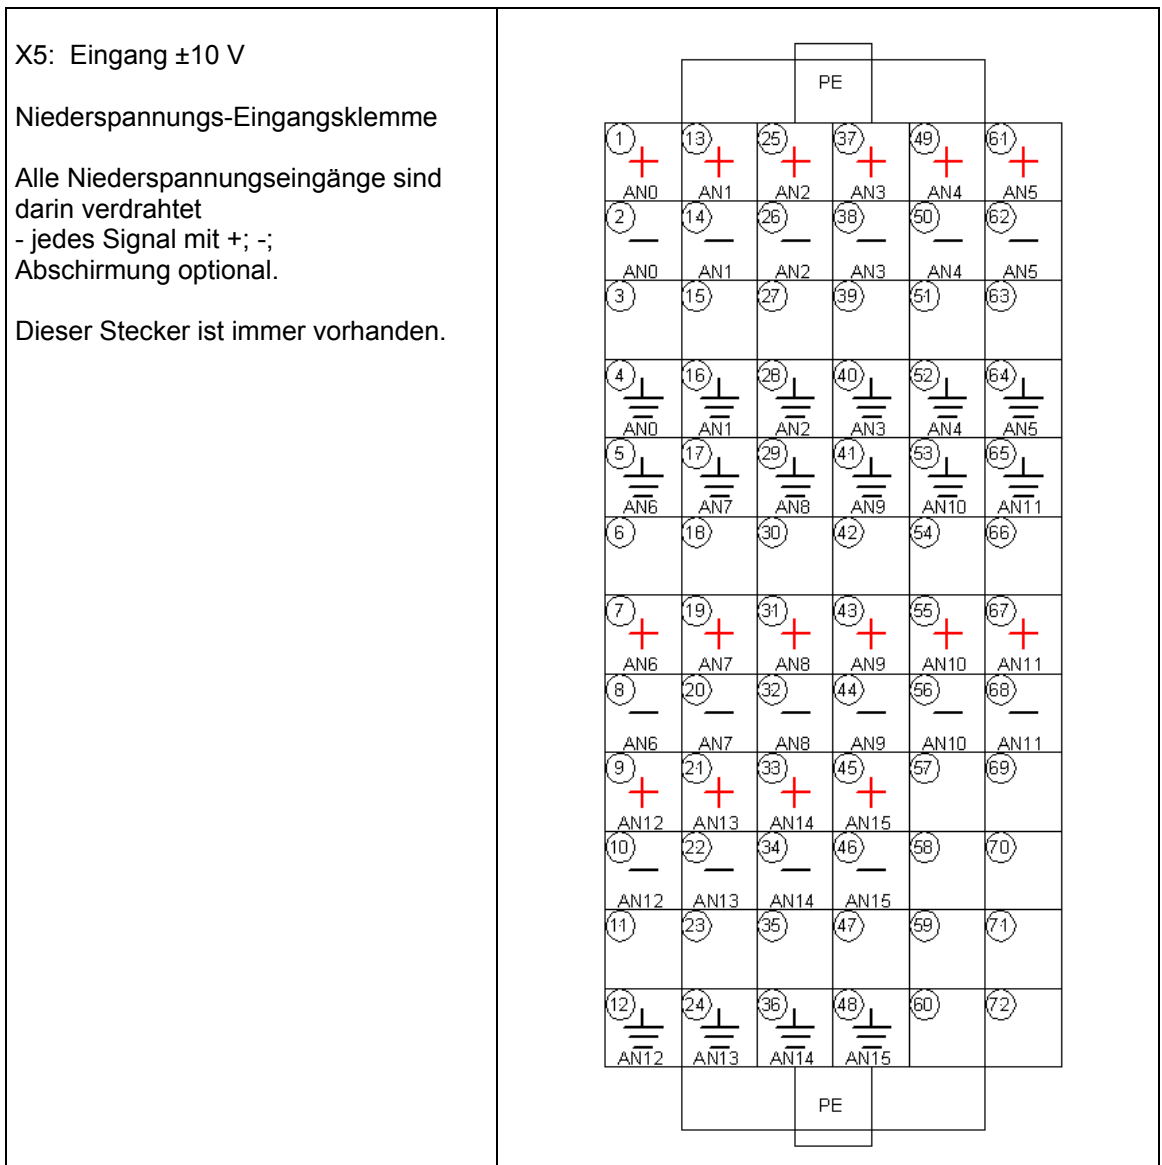 X5: Eingang ±10 V
Niederspannungs-Eingangsklemme
Alle Niederspannungseingänge sind
darin verdrahtet
- jedes Signal mit +; -;
Abschirmung optional.
Dieser Stecker ist immer vorhanden.
PE
1 13 25 37 49 61
+ + + + + +
AN0 AN1 AN2 AN3 AN4 AN5
2 14 26 38 50 62
– – – – – –
AN0 AN1 AN2 AN3 AN4 AN5
3 15 27 39 51 63
4 16 28 40 52 64
AN0 AN1 AN2 AN3 AN4 AN5
5 17 29 41 53 65
AN6 AN7 AN8 AN9 AN10 AN11
6 18 30 42 54 66
7 19 31 43 55 67
+ + + + + +
AN6 AN7 AN8 AN9 AN10 AN11
8 20 32 44 56 68
– – – – – –
AN6 AN7 AN8 AN9 AN10 AN11
9 21 33 45 57 69
+ + + +
AN12 AN13 AN14 AN15
10 22 34 46 58 70
– – – –
AN12 AN13 AN14 AN15
11 23 35 47 59 71
12 24 36 48 60 72
AN12 AN13 AN14 AN15
PE